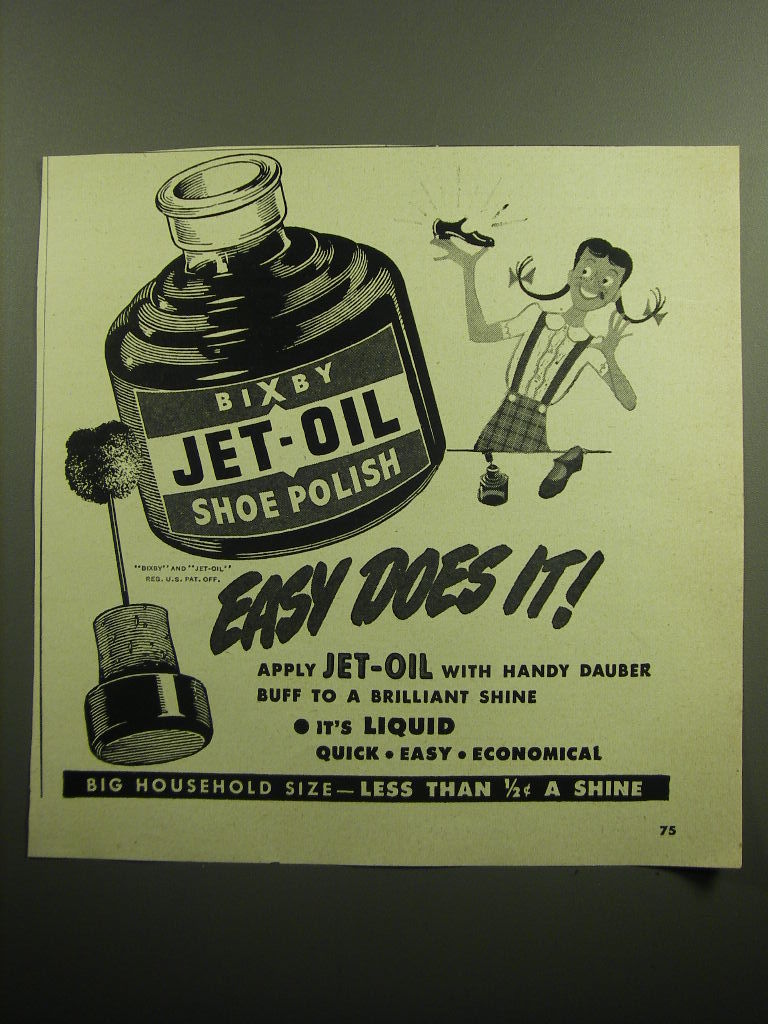 BIXBY
JET-OIL
SHOE POLISH
"BIXBY" AND "JET-OIL"
REG. U.S. PAT. OFF.
EASY DOES IT!
APPLY JET-OIL WITH HANDY DAUBER
BUFF TO A BRILLIANT SHINE
● IT'S LIQUID
QUICK • EASY • ECONOMICAL
BIG HOUSEHOLD SIZE—LESS THAN ½¢ A SHINE
75